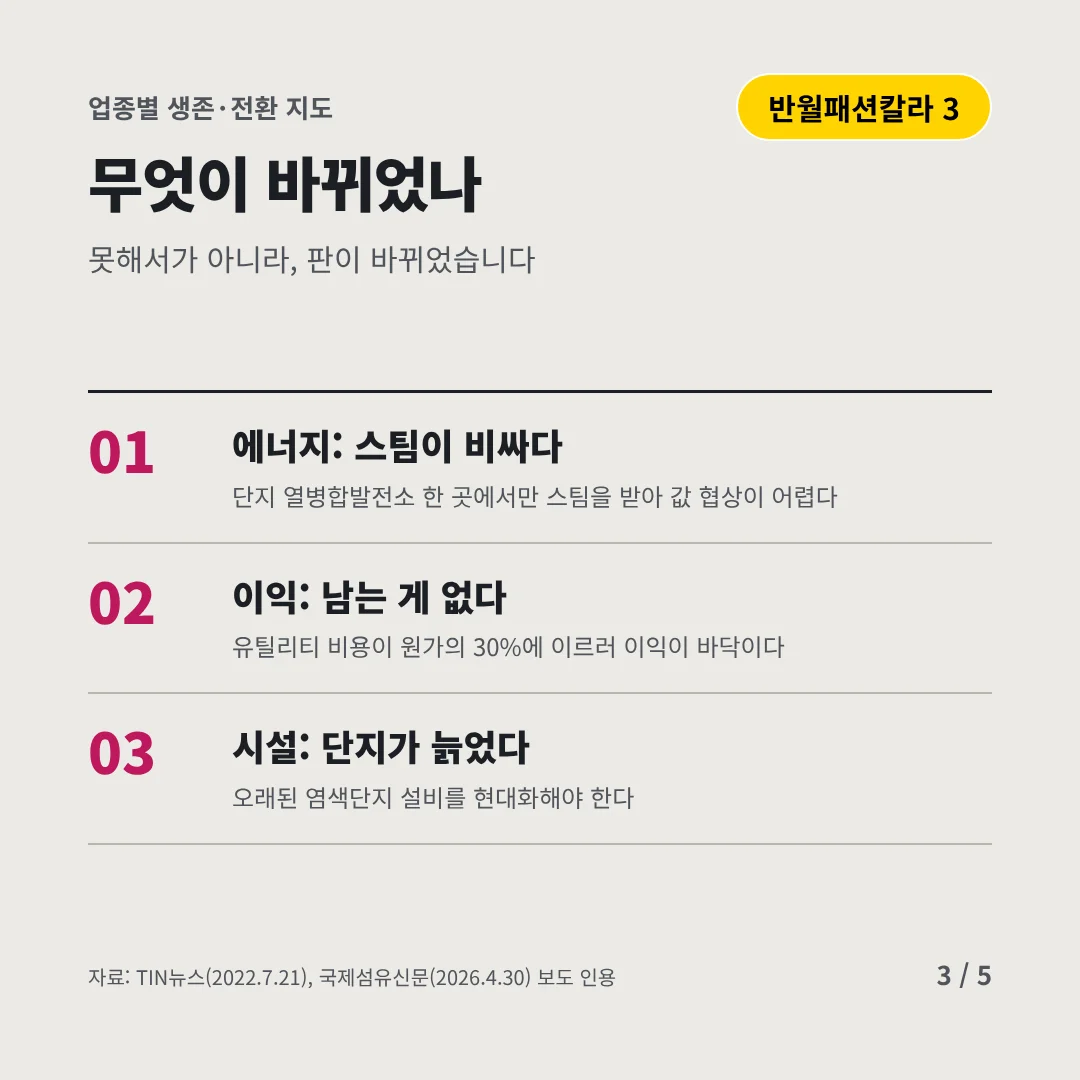 업종별 생존·전환 지도
반월패션칼라 3
무엇이 바뀌었나
못해서가 아니라, 판이 바뀌었습니다
01
에너지: 스팀이 비싸다
단지 열병합발전소 한 곳에서만 스팀을 받아 값 협상이 어렵다
02
이익: 남는 게 없다
유틸리티 비용이 원가의 30%에 이르러 이익이 바닥이다
03
시설: 단지가 늙었다
오래된 염색단지 설비를 현대화해야 한다
자료: TIN뉴스(2022.7.21), 국제섬유신문(2026.4.30) 보도 인용
3 / 5